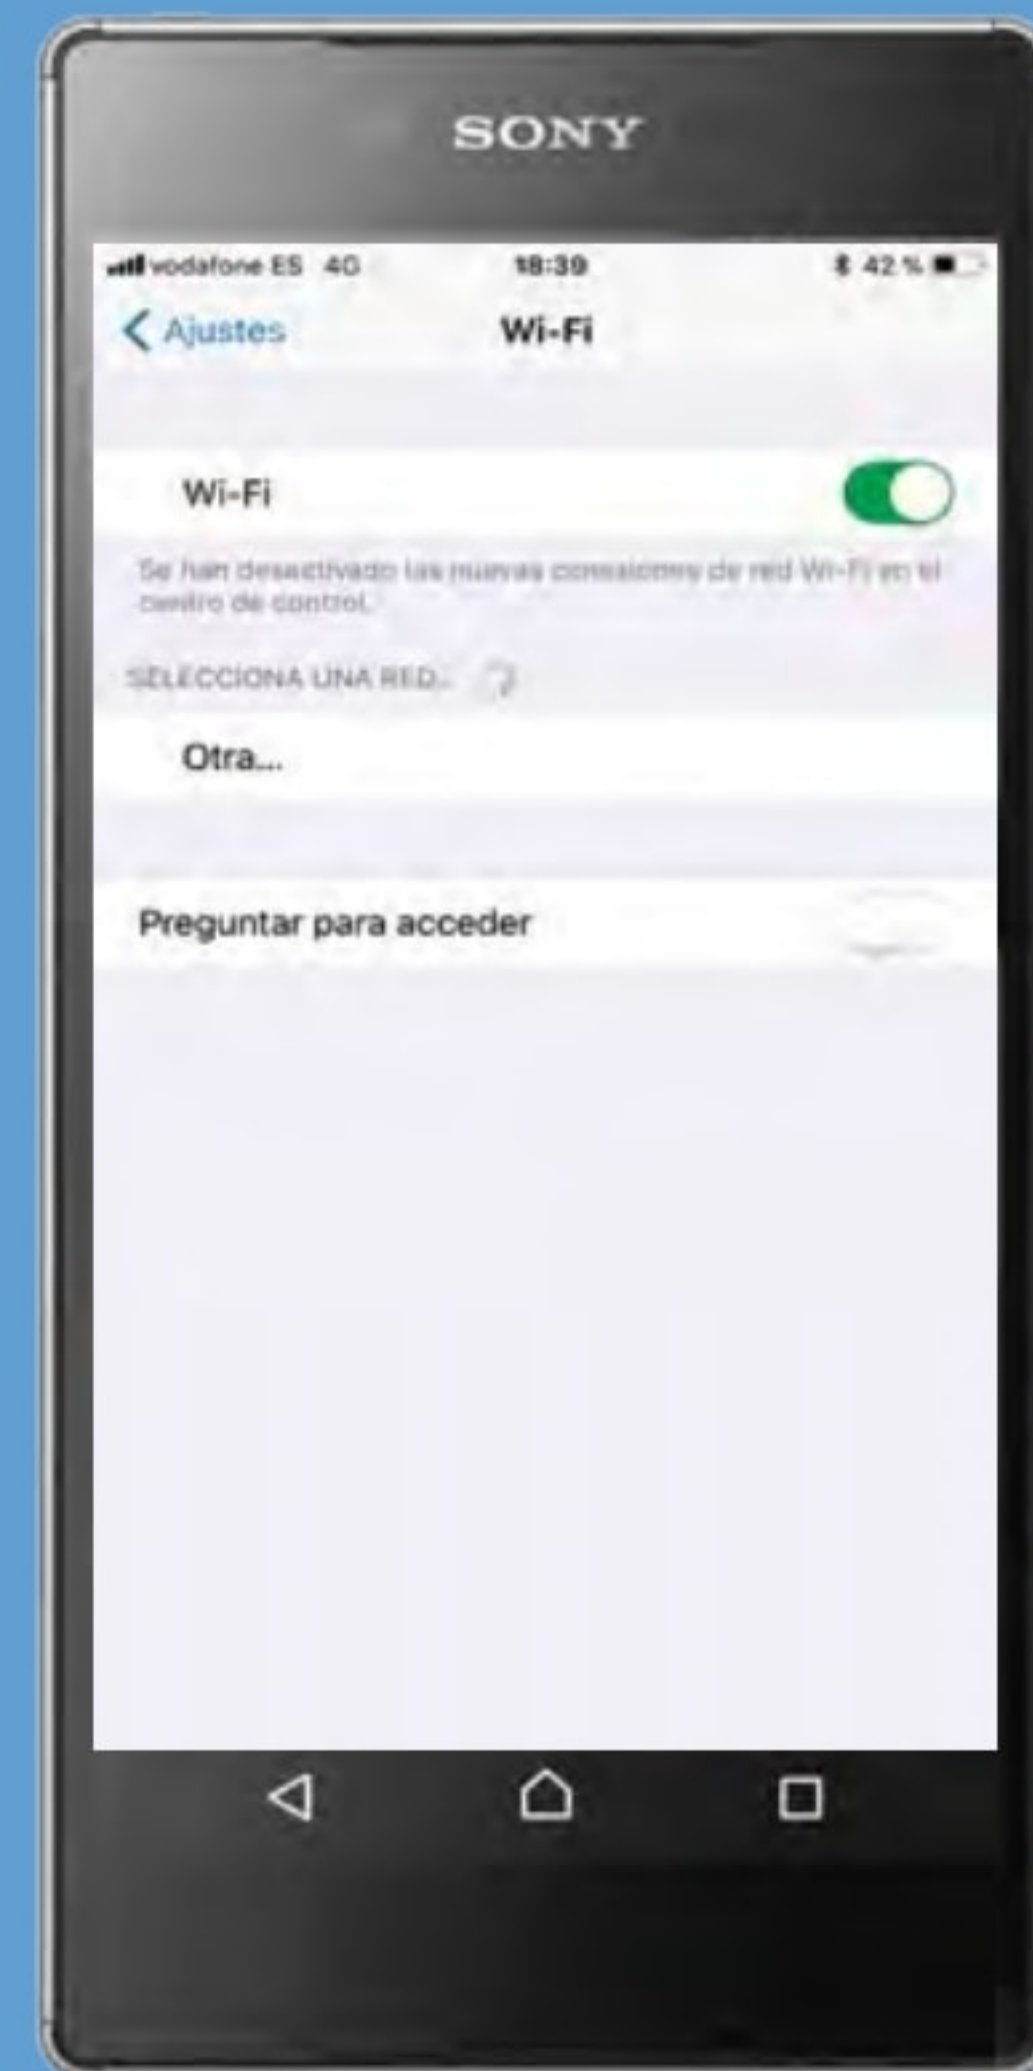 SONY
vodafone ES 4G 18:39 42 %
Ajustes Wi-Fi
Wi-Fi
Se han desactivado las nuevas conexiones de red Wi-Fi en el
centro de control.
SELECCIONA UNA RED...
Otra...
Preguntar para acceder